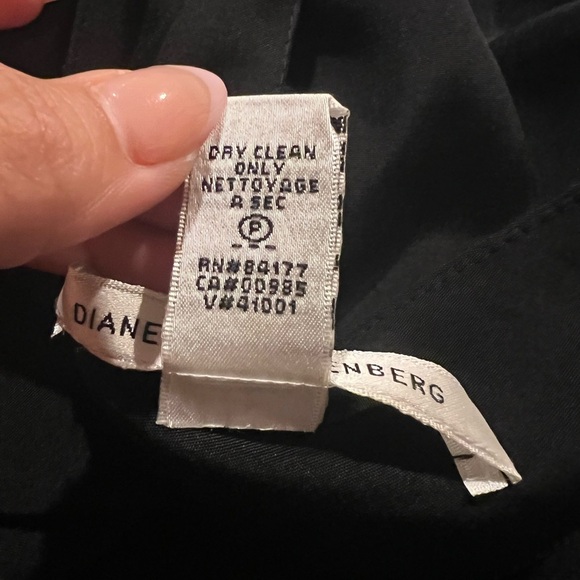 DRY CLEAN
ONLY
NETTOYAGE
A SEC
P
RN#84177
CA#00985
V#41001
DIANE
ENBERG